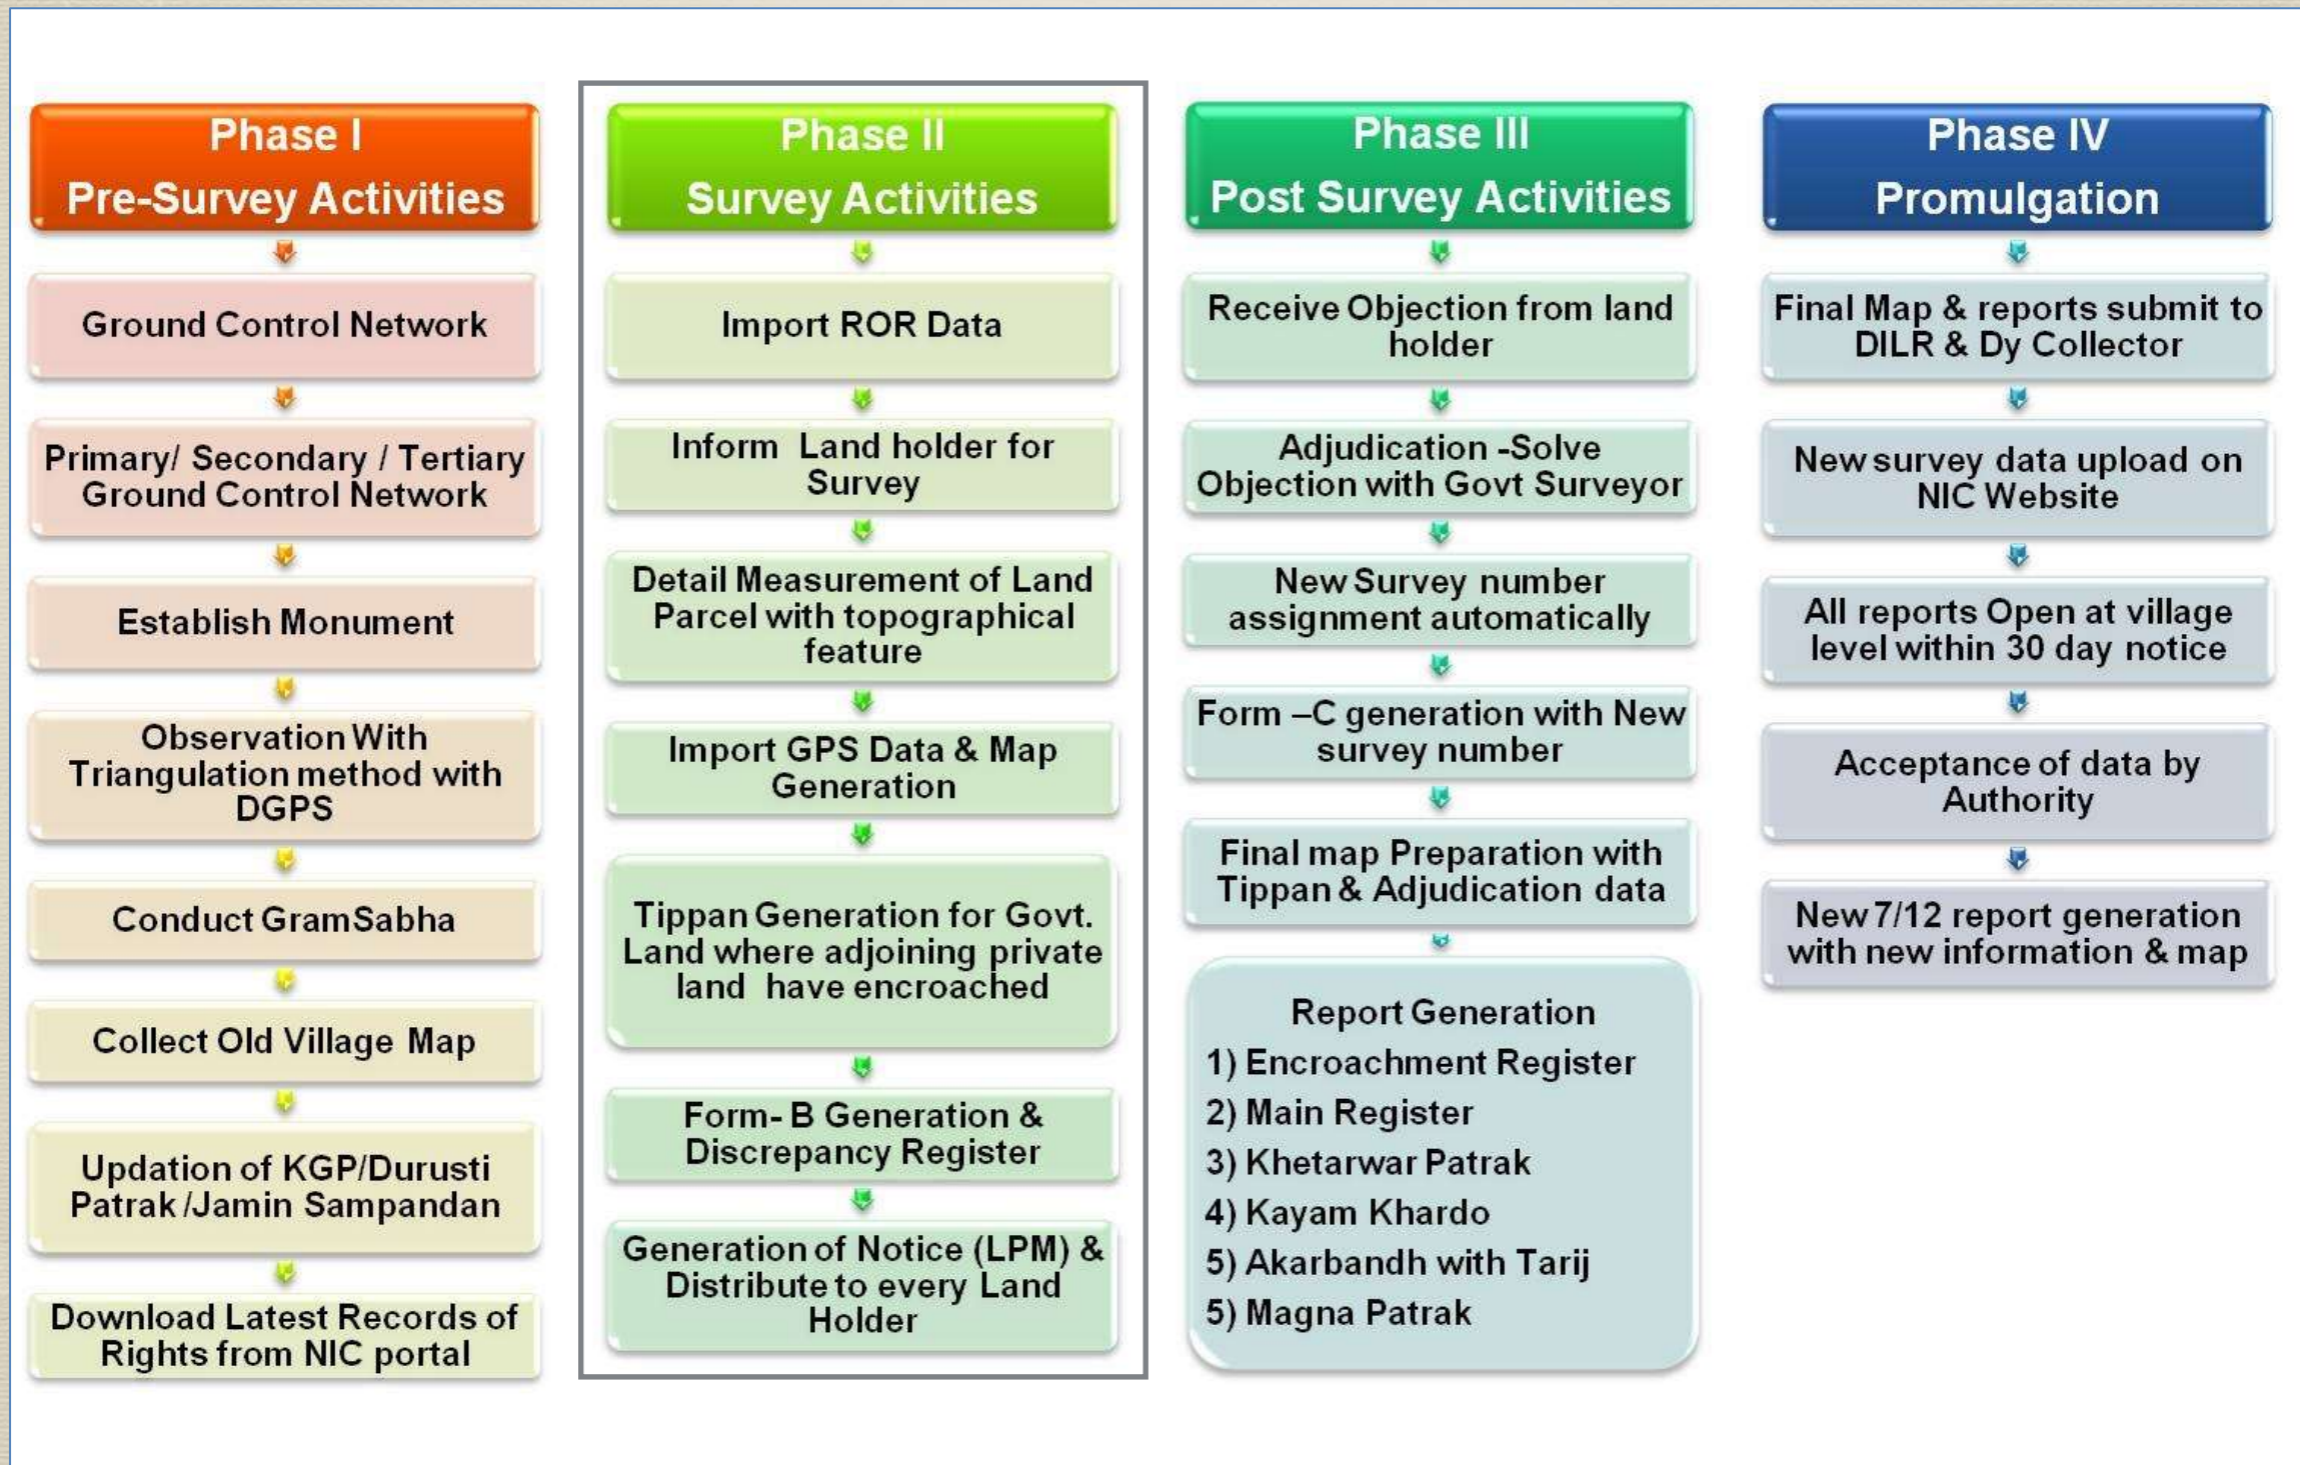 Phase I
Pre-Survey Activities
Ground Control Network
Primary/ Secondary / Tertiary
Ground Control Network
Establish Monument
Observation With
Triangulation method with
DGPS
Conduct GramSabha
Collect Old Village Map
Updation of KGP/Durusti
Patrak /Jamin Sampandan
Download Latest Records of
Rights from NIC portal
Phase II
Survey Activities
Import ROR Data
Inform Land holder for
Survey
Detail Measurement of Land
Parcel with topographical
feature
Import GPS Data & Map
Generation
Tippan Generation for Govt.
Land where adjoining private
land have encroached
Form- B Generation &
Discrepancy Register
Generation of Notice (LPM) &
Distribute to every Land
Holder
Phase III
Post Survey Activities
Receive Objection from land
holder
Adjudication -Solve
Objection with Govt Surveyor
New Survey number
assignment automatically
Form –C generation with New
survey number
Final map Preparation with
Tippan & Adjudication data
Report Generation
1) Encroachment Register
2) Main Register
3) Khetarwar Patrak
4) Kayam Khardo
5) Akarbandh with Tarij
5) Magna Patrak
Phase IV
Promulgation
Final Map & reports submit to
DILR & Dy Collector
New survey data upload on
NIC Website
All reports Open at village
level within 30 day notice
Acceptance of data by
Authority
New 7/12 report generation
with new information & map